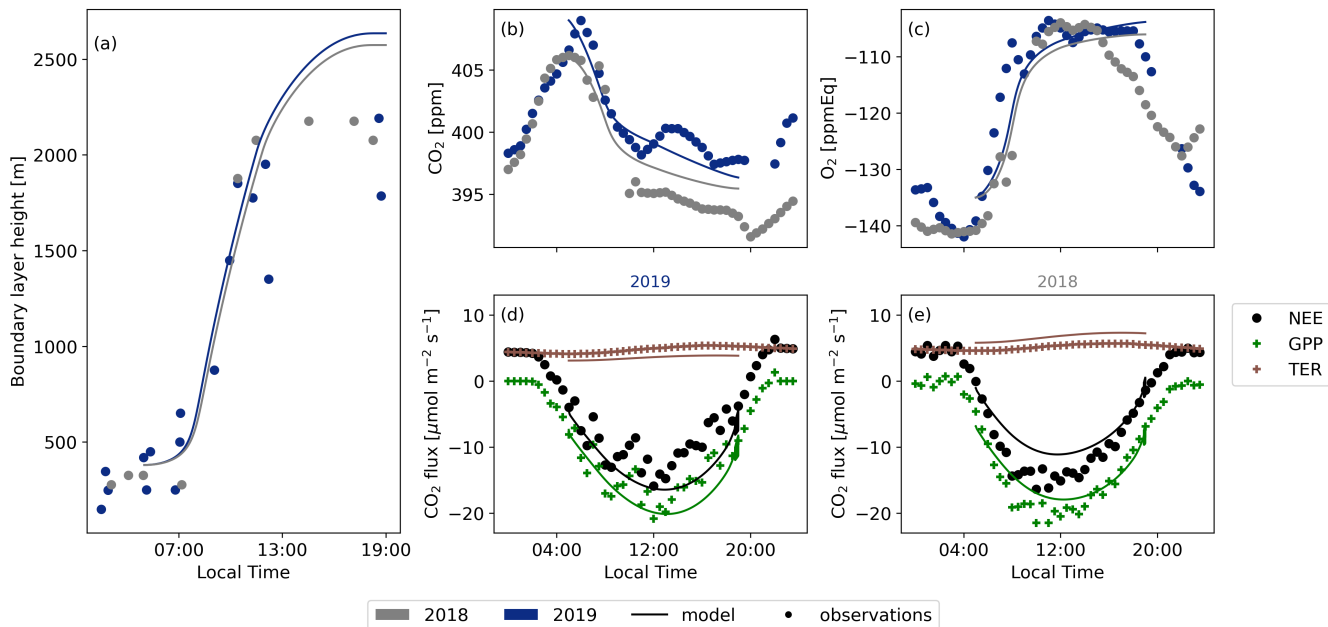 (a)
Boundary layer height [m]
2500
2000
1500
1000
500
07:00 13:00 19:00
Local Time
(b)
CO₂ [ppm]
405
400
395
(c)
O₂ [ppmEq]
−110
−120
−130
−140
2019
(d)
CO₂ flux [μmol m⁻² s⁻¹]
10
0
−10
−20
04:00 12:00 20:00
Local Time
2018
(e)
CO₂ flux [μmol m⁻² s⁻¹]
10
0
−10
−20
04:00 12:00 20:00
Local Time
NEE
GPP
TER
2018 2019 model observations